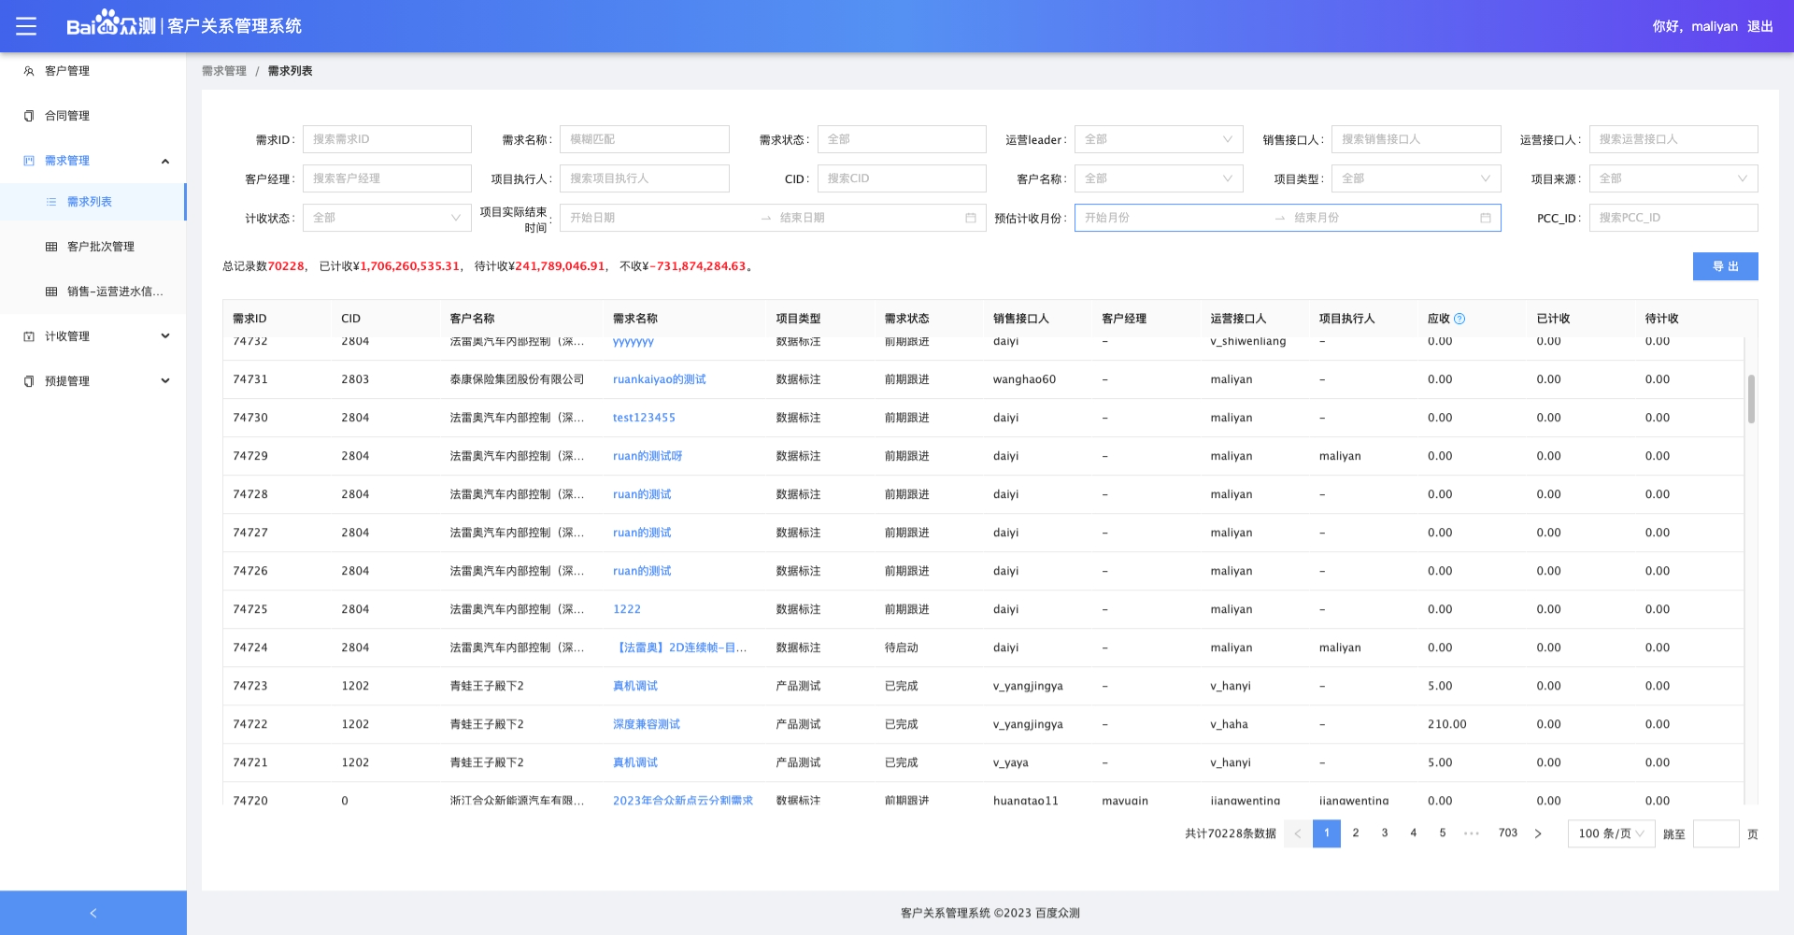 Bai du 众测 | 客户关系管理系统
你好，maliyan 退出
客户管理
合同管理
需求管理
需求列表
客户批次管理
销售-运营进水信...
计收管理
预提管理
需求管理 / 需求列表
需求ID: 搜索需求ID 需求名称: 模糊匹配 需求状态: 全部 运营leader: 全部 销售接口人: 搜索销售接口人 运营接口人: 搜索运营接口人
客户经理: 搜索客户经理 项目执行人: 搜索项目执行人 CID: 搜索CID 客户名称: 全部 项目类型: 全部 项目来源: 全部
计收状态: 全部 项目实际结束时间: 开始日期 → 结束日期 预估计收月份: 开始月份 → 结束月份 PCC_ID: 搜索PCC_ID
总记录数70228， 已计收¥1,706,260,535.31， 待计收¥241,789,046.91， 不收¥-731,874,284.63。
导 出
需求ID CID 客户名称 需求名称 项目类型 需求状态 销售接口人 客户经理 运营接口人 项目执行人 应收 ? 已计收 待计收
74732 2804 法雷奥汽车内部控制（深... yyyyyyy 数据标注 前期跟进 daiyi - v_shiwenliang - 0.00 0.00 0.00
74731 2803 泰康保险集团股份有限公司 ruankaiyao的测试 数据标注 前期跟进 wanghao60 - maliyan - 0.00 0.00 0.00
74730 2804 法雷奥汽车内部控制（深... test123455 数据标注 前期跟进 daiyi - maliyan - 0.00 0.00 0.00
74729 2804 法雷奥汽车内部控制（深... ruan的测试呀 数据标注 前期跟进 daiyi - maliyan maliyan 0.00 0.00 0.00
74728 2804 法雷奥汽车内部控制（深... ruan的测试 数据标注 前期跟进 daiyi - maliyan - 0.00 0.00 0.00
74727 2804 法雷奥汽车内部控制（深... ruan的测试 数据标注 前期跟进 daiyi - maliyan - 0.00 0.00 0.00
74726 2804 法雷奥汽车内部控制（深... ruan的测试 数据标注 前期跟进 daiyi - maliyan - 0.00 0.00 0.00
74725 2804 法雷奥汽车内部控制（深... 1222 数据标注 前期跟进 daiyi - maliyan - 0.00 0.00 0.00
74724 2804 法雷奥汽车内部控制（深... 【法雷奥】2D连续帧-目... 数据标注 待启动 daiyi - maliyan maliyan 0.00 0.00 0.00
74723 1202 青蛙王子殿下2 真机调试 产品测试 已完成 v_yangjingya - v_hanyi - 5.00 0.00 0.00
74722 1202 青蛙王子殿下2 深度兼容测试 产品测试 已完成 v_yangjingya - v_haha - 210.00 0.00 0.00
74721 1202 青蛙王子殿下2 真机调试 产品测试 已完成 v_yaya - v_hanyi - 5.00 0.00 0.00
74720 0 浙江合众新能源汽车有限... 2023年合众新点云分割需求 数据标注 前期跟进 huangtao11 mayuqin jiangwenting jiangwenting 0.00 0.00 0.00
共计70228条数据 < 1 2 3 4 5 ••• 703 > 100 条/页 跳至 页
客户关系管理系统 ©2023 百度众测